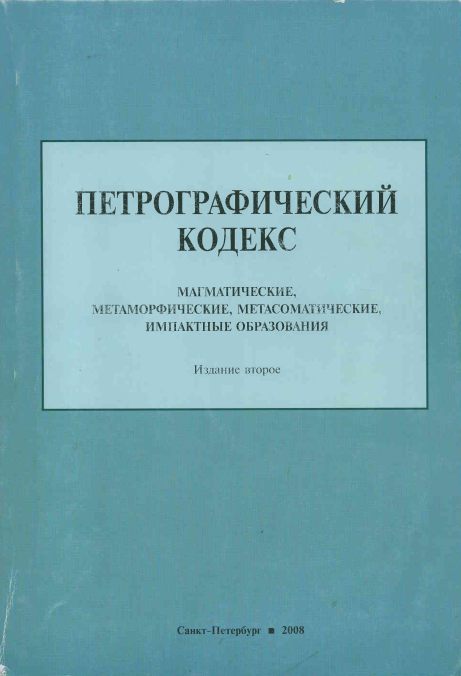 ПЕТРОГРАФИЧЕСКИЙ
КОДЕКС
МАГМАТИЧЕСКИЕ,
МЕТАМОРФИЧЕСКИЕ, МЕТАСОМАТИЧЕСКИЕ,
ИМПАКТНЫЕ ОБРАЗОВАНИЯ
Издание второе
Санкт-Петербург ■ 2008